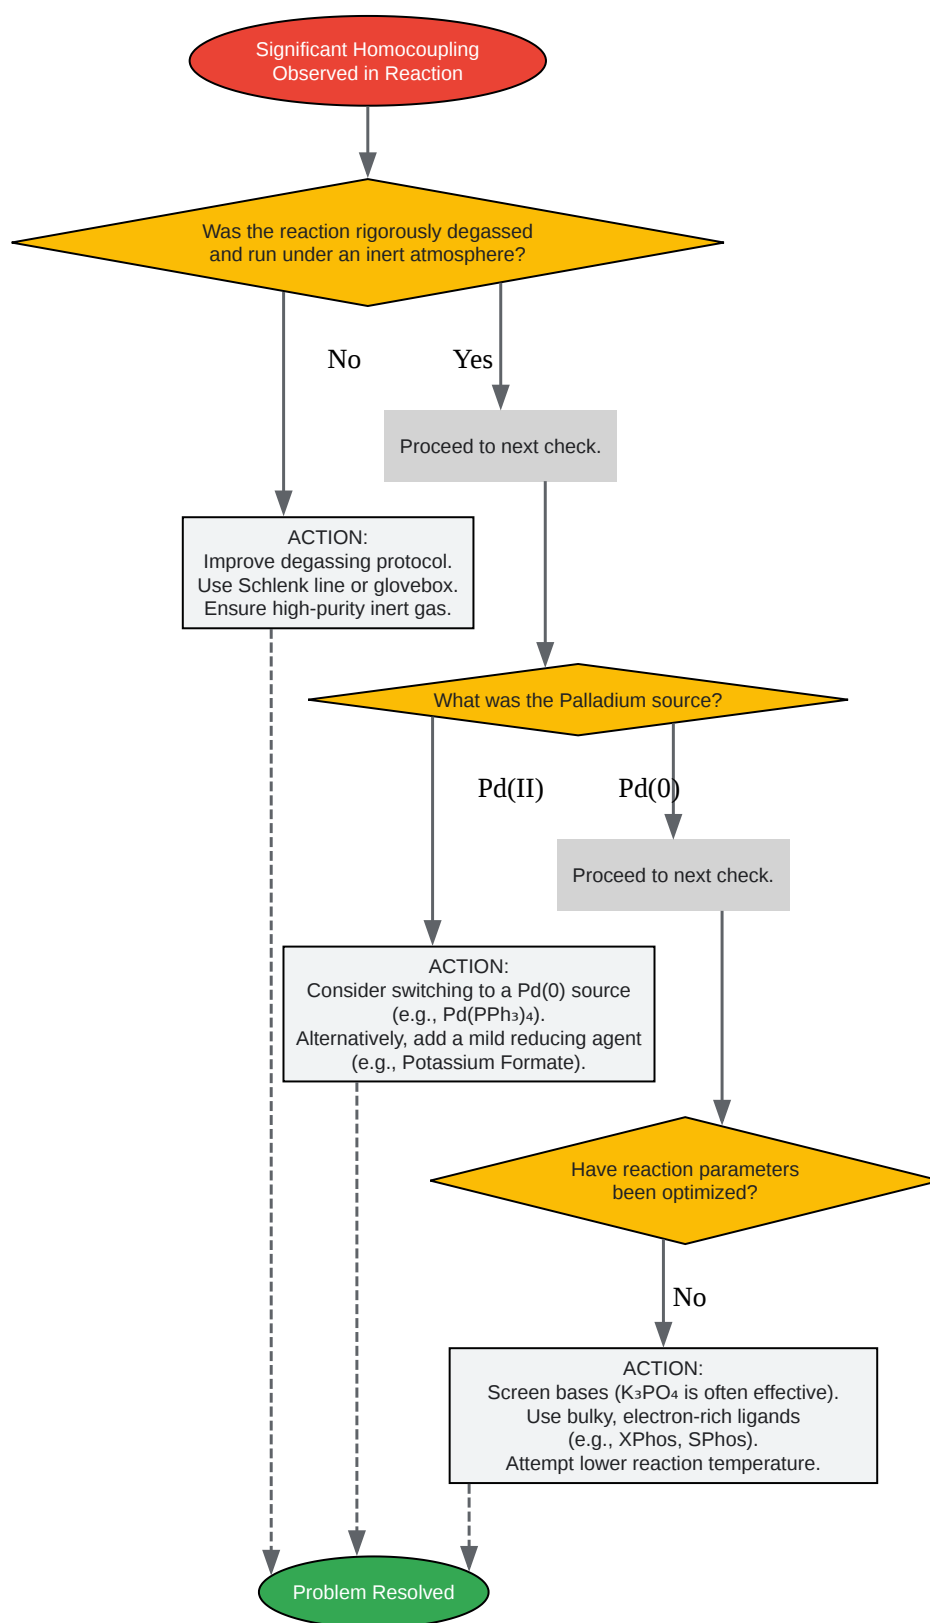 Significant Homocoupling
Observed in Reaction
Was the reaction rigorously degassed
and run under an inert atmosphere?
No
Yes
Proceed to next check.
ACTION:
Improve degassing protocol.
Use Schlenk line or glovebox.
Ensure high-purity inert gas.
What was the Palladium source?
Pd(II)
Pd(0)
Proceed to next check.
ACTION:
Consider switching to a Pd(0) source
(e.g., Pd(PPh₃)₄).
Alternatively, add a mild reducing agent
(e.g., Potassium Formate).
Have reaction parameters
been optimized?
No
ACTION:
Screen bases (K₃PO₄ is often effective).
Use bulky, electron-rich ligands
(e.g., XPhos, SPhos).
Attempt lower reaction temperature.
Problem Resolved